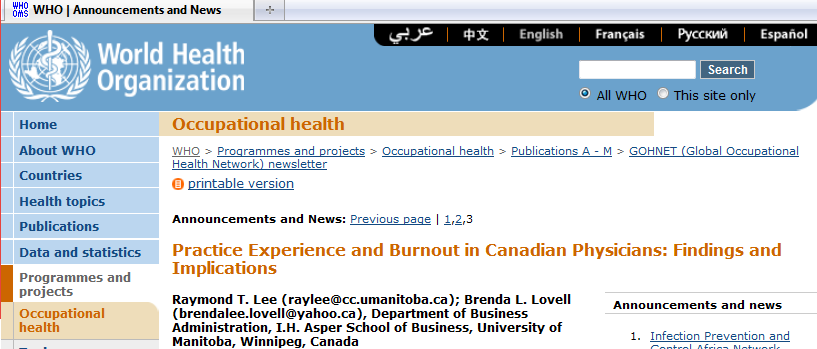 WHO | Announcements and News
عربي
中文
English
Français
Русский
Español
World Health
Organization
Search
All WHO
This site only
Home
About WHO
Countries
Health topics
Publications
Data and statistics
Programmes and
projects
Occupational
health
Occupational health
WHO > Programmes and projects > Occupational health > Publications A - M > GOHNET (Global Occupational
Health Network) newsletter
printable version
Announcements and News: Previous page | 1,2,3
Practice Experience and Burnout in Canadian Physicians: Findings and
Implications
Raymond T. Lee (raylee@cc.umanitoba.ca); Brenda L. Lovell
(brendalee.lovell@yahoo.ca), Department of Business
Administration, I.H. Asper School of Business, University of
Manitoba, Winnipeg, Canada
Announcements and news
1. Infection Prevention and
Control Africa Network